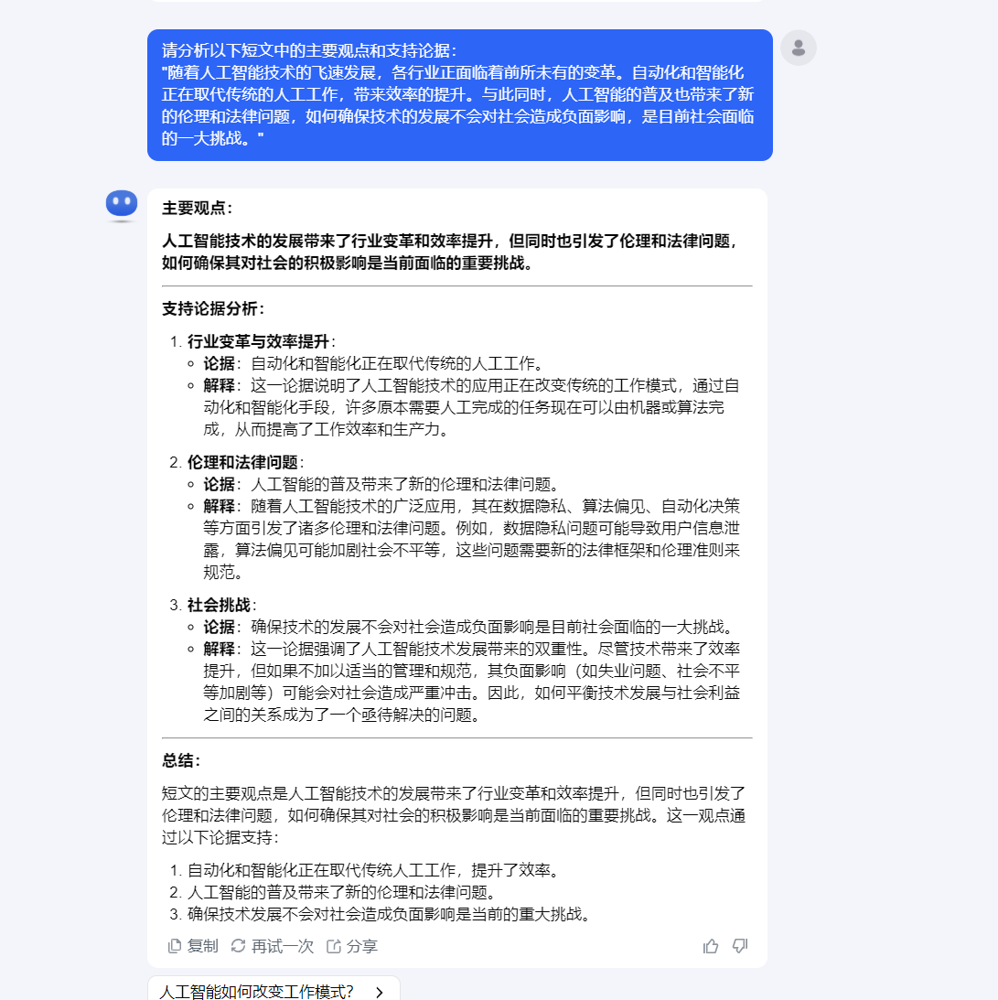 请分析以下短文中的主要观点和支持论据：
"随着人工智能技术的飞速发展，各行业正面临着前所未有的变革。自动化和智能化
正在取代传统的人工工作，带来效率的提升。与此同时，人工智能的普及也带来了新
的伦理和法律问题，如何确保技术的发展不会对社会造成负面影响，是目前社会面临
的一大挑战。"
主要观点：
人工智能技术的发展带来了行业变革和效率提升，但同时也引发了伦理和法律问题，
如何确保其对社会的积极影响是当前面临的重要挑战。
支持论据分析：
1. 行业变革与效率提升：
论据：自动化和智能化正在取代传统的人工工作。
解释：这一论据说明了人工智能技术的应用正在改变传统的工作模式，通过自
动化和智能化手段，许多原本需要人工完成的任务现在可以由机器或算法完
成，从而提高了工作效率和生产力。
2. 伦理和法律问题：
论据：人工智能的普及带来了新的伦理和法律问题。
解释：随着人工智能技术的广泛应用，其在数据隐私、算法偏见、自动化决策
等方面引发了诸多伦理和法律问题。例如，数据隐私问题可能导致用户信息泄
露，算法偏见可能加剧社会不平等，这些问题需要新的法律框架和伦理准则来
规范。
3. 社会挑战：
论据：确保技术的发展不会对社会造成负面影响是目前社会面临的一大挑战。
解释：这一论据强调了人工智能技术发展带来的双重性。尽管技术带来了效率
提升，但如果不加以适当的管理和规范，其负面影响（如失业问题、社会不平
等加剧等）可能会对社会造成严重冲击。因此，如何平衡技术发展与社会利益
之间的关系成为了一个亟待解决的问题。
总结：
短文的主要观点是人工智能技术的发展带来了行业变革和效率提升，但同时也引发了
伦理和法律问题，如何确保其对社会的积极影响是当前面临的重要挑战。这一观点通
过以下论据支持：
1. 自动化和智能化正在取代传统人工工作，提升了效率。
2. 人工智能的普及带来了新的伦理和法律问题。
3. 确保技术发展不会对社会造成负面影响是当前的重大挑战。
复制 再试一次 分享
人工智能如何改变工作模式？